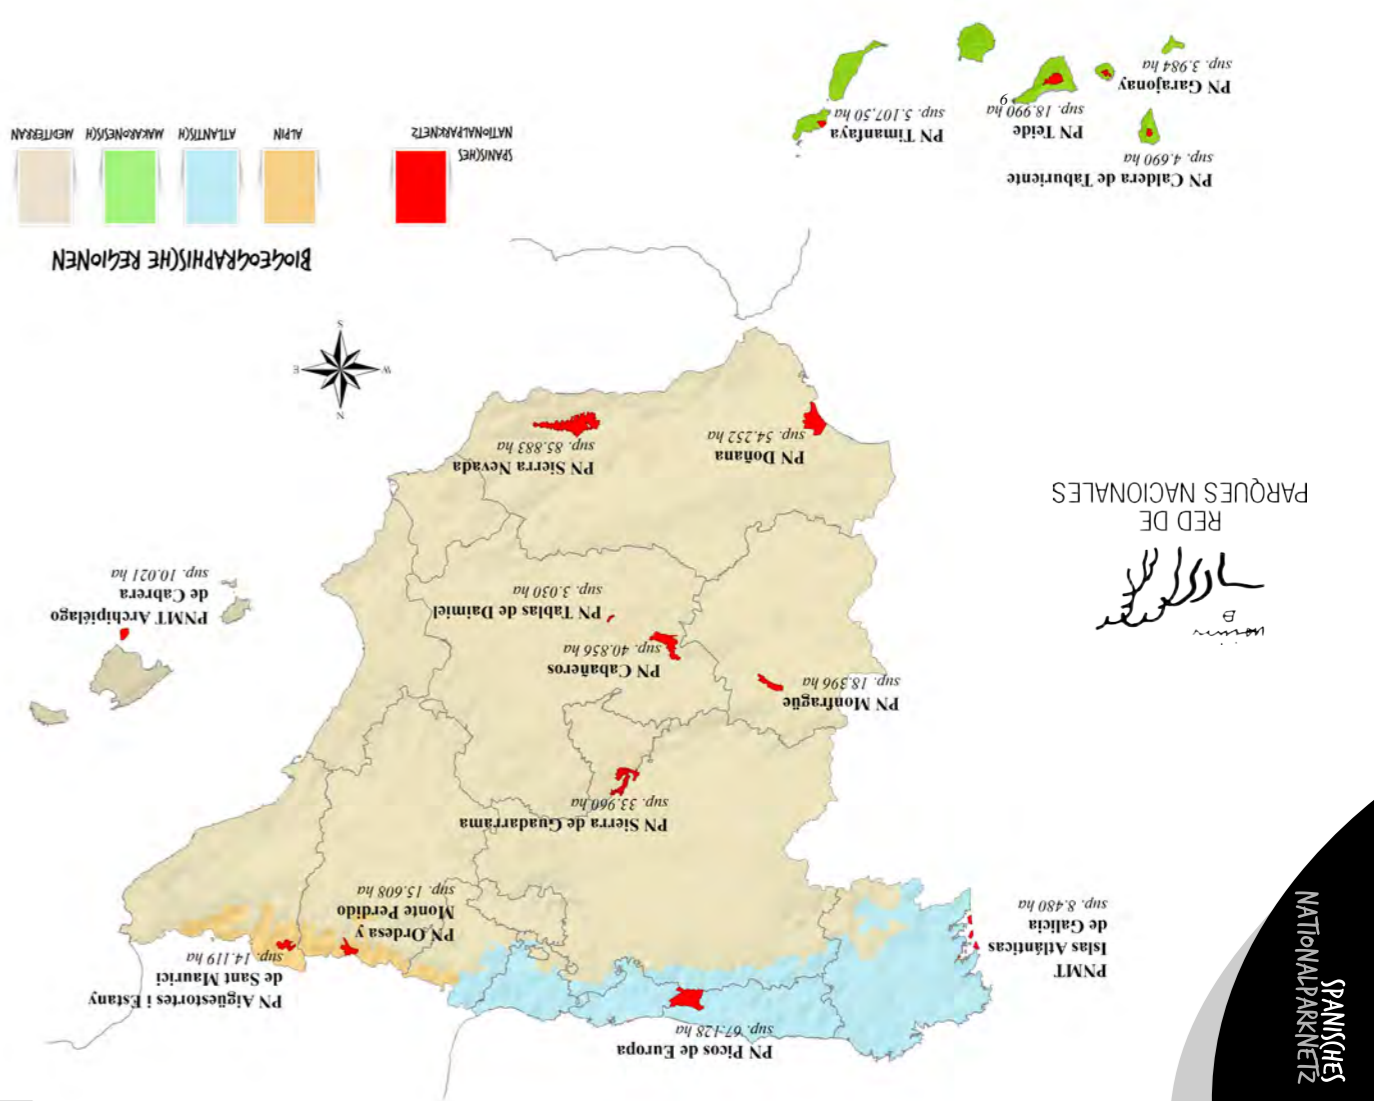 SPANISCHES
NATIONALPARKNETZ
PNMT
Islas Atlánticas
de Galicia
sup. 8.480 ha
PN Picos de Europa
sup. 67.128 ha
PN Aigüestortes i Estany
de Sant Maurici
sup. 14.119 ha
PN Ordesa y
Monte Perdido
sup. 15.608 ha
PN Sierra de Guadarrama
sup. 33.960 ha
PN Monfragüe
sup. 18.396 ha
PN Cabañeros
sup. 40.856 ha
PN Tablas de Daimiel
sup. 3.030 ha
PNMT Archipiélago
de Cabrera
sup. 10.021 ha
RED DE
PARQUES NACIONALES
PN Doñana
sup. 54.252 ha
PN Sierra Nevada
sup. 85.883 ha
N
W
E
S
BIOGEOGRAPHISCHE REGIONEN
SPANISCHES
NATIONALPARKNETZ
ALPIN
ATLANTISCH
MAKARONESISCH
MEDITERRAN
PN Caldera de Taburiente
sup. 4.690 ha
PN Teide
sup. 18.990 ha
PN Timanfaya
sup. 5.107,50 ha
PN Garajonay
sup. 3.984 ha